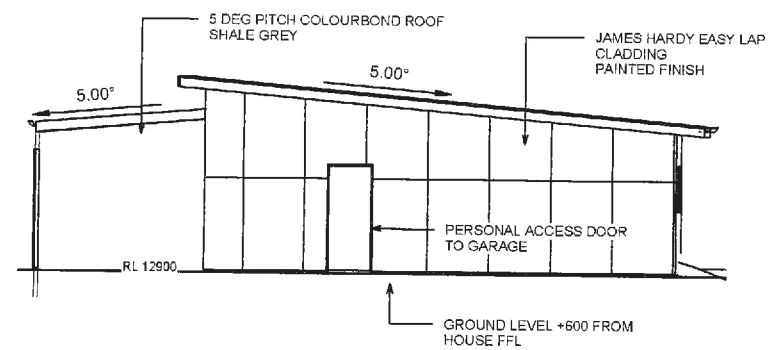 5 DEG PITCH COLOURBOND ROOF
SHALE GREY
JAMES HARDY EASY LAP
CLADDING
PAINTED FINISH
5.00°
5.00°
PERSONAL ACCESS DOOR
TO GARAGE
RL 12900
GROUND LEVEL +600 FROM
HOUSE FFL